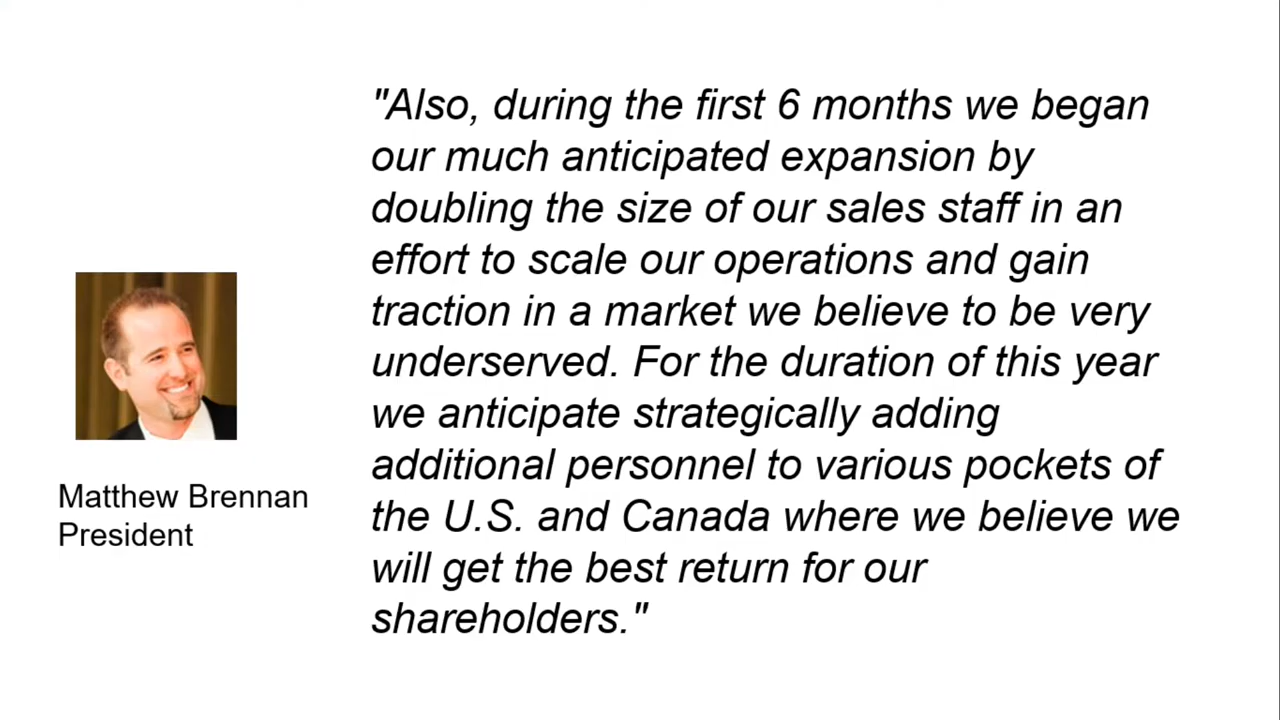 "Also, during the first 6 months we began
our much anticipated expansion by
doubling the size of our sales staff in an
effort to scale our operations and gain
traction in a market we believe to be very
underserved. For the duration of this year
we anticipate strategically adding
additional personnel to various pockets of
the U.S. and Canada where we believe we
will get the best return for our
shareholders."
Matthew Brennan
President